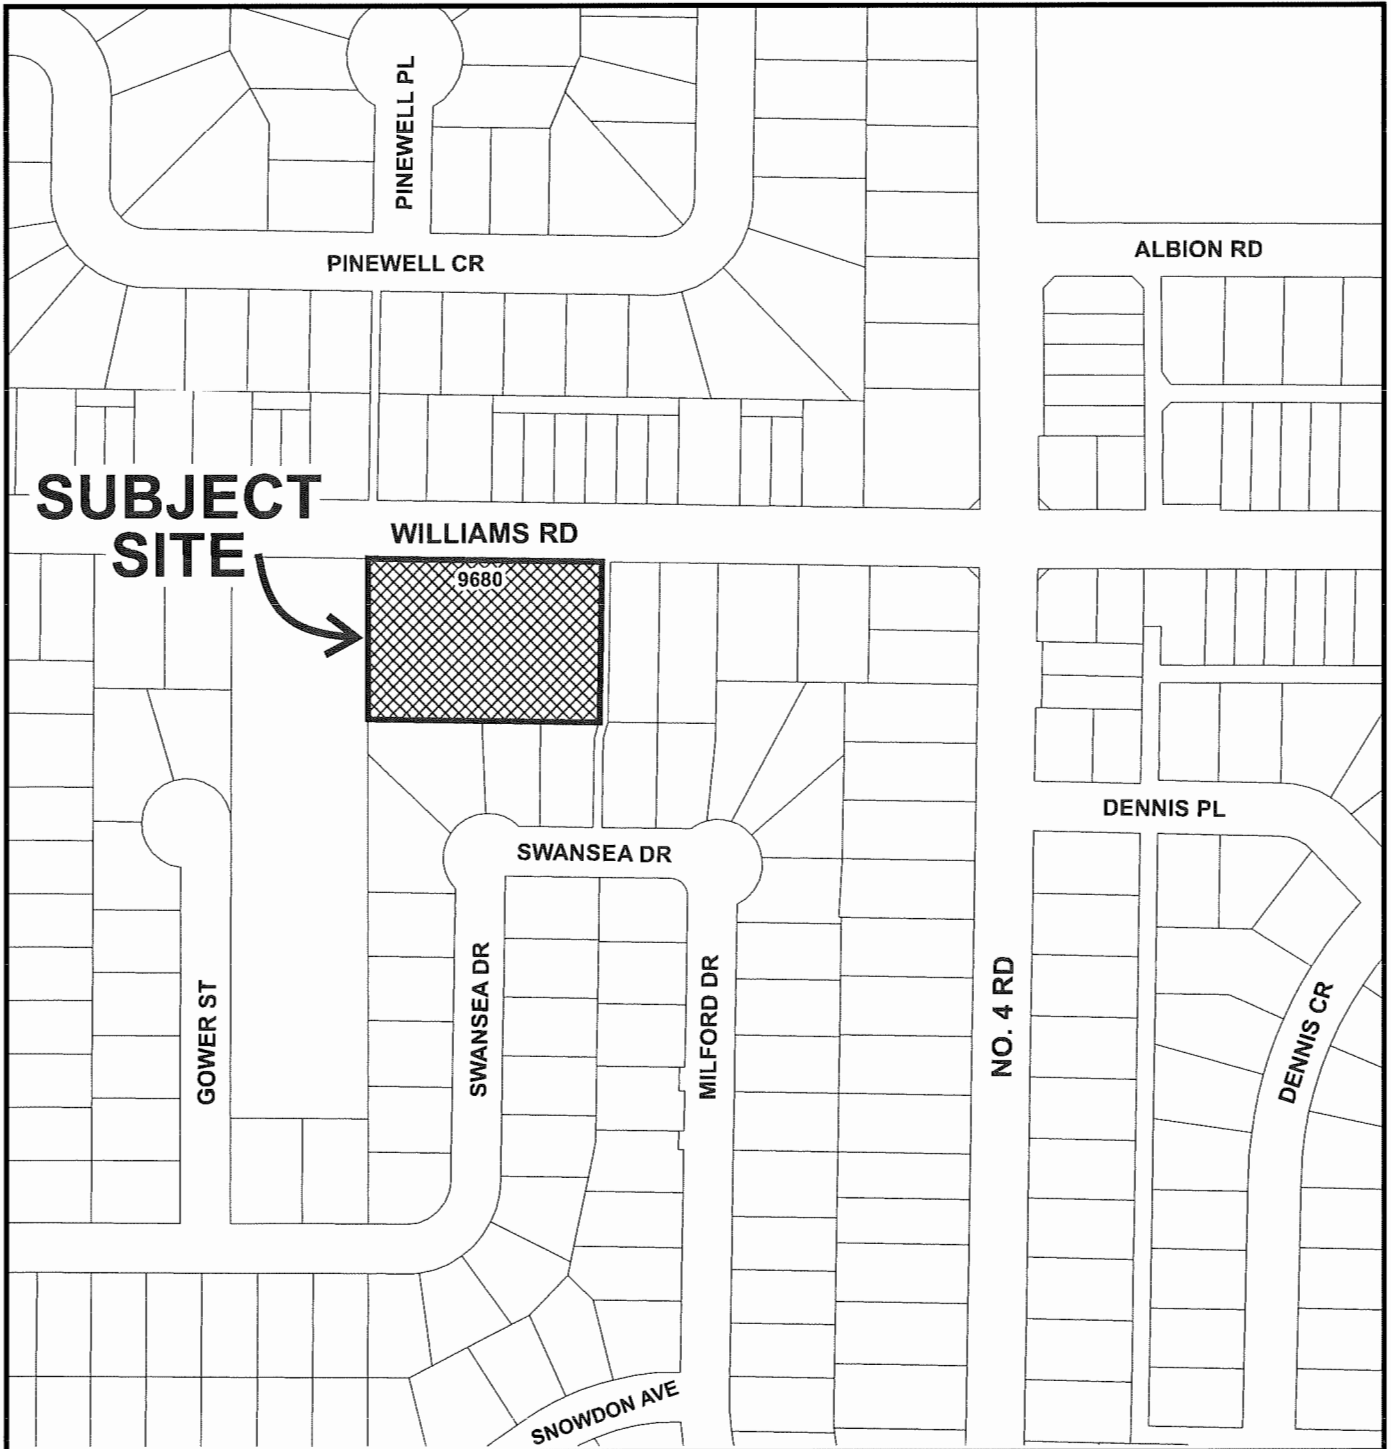 PINEWELL PL
PINEWELL CR
ALBION RD
SUBJECT
SITE
WILLIAMS RD
9680
DENNIS PL
SWANSEA DR
SWANSEA DR
MILFORD DR
GOWER ST
NO. 4 RD
DENNIS CR
SNOWDON AVE